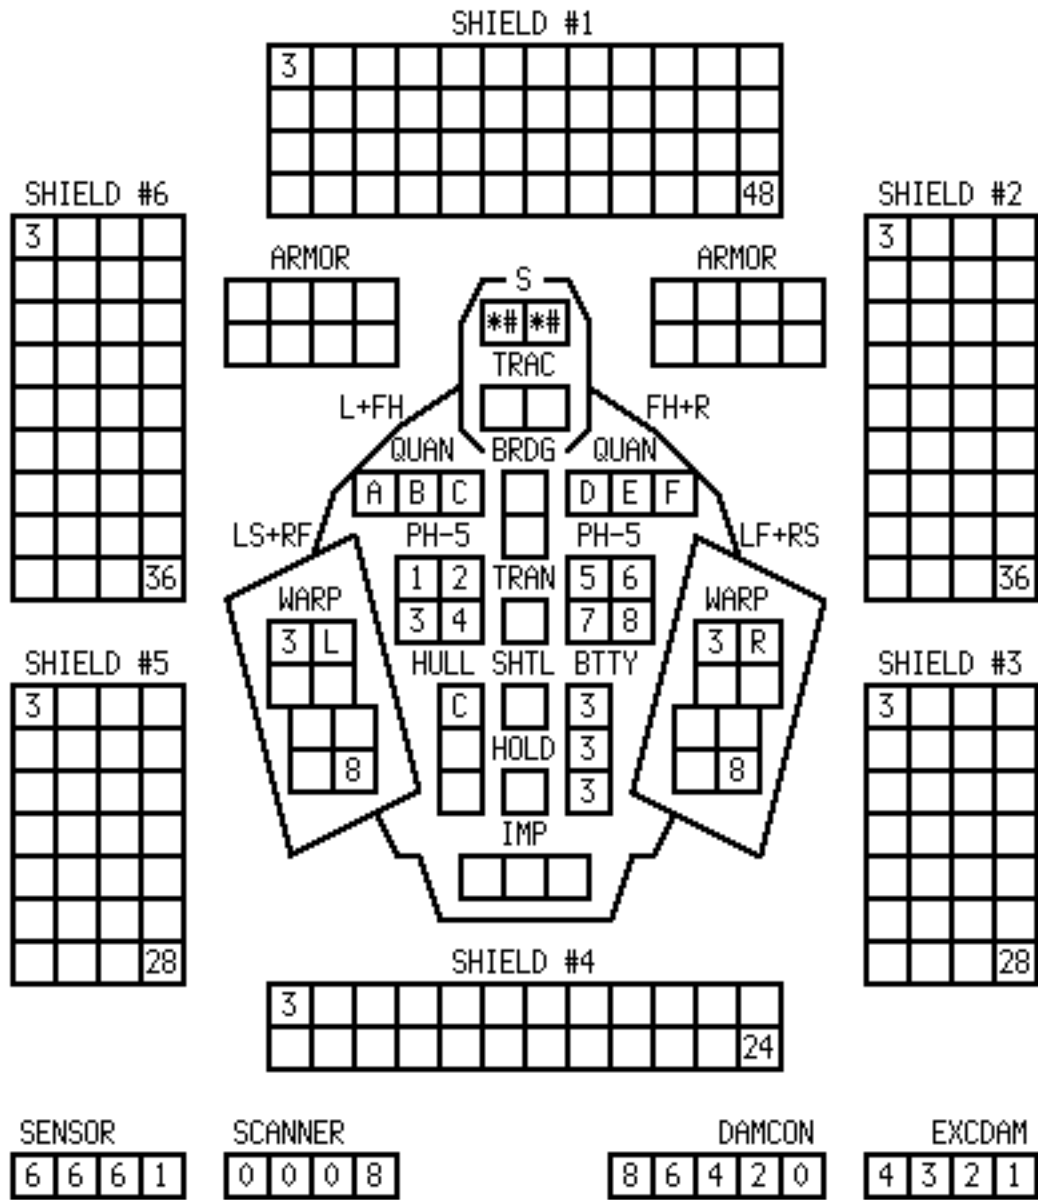 SHIELD #1
3
48
SHIELD #6 SHIELD #2
3 3
ARMOR S ARMOR
*# *#
TRAC
L+FH FH+R
QUAN BRDG QUAN
A B C D E F
LS+RF PH-5 PH-5 LF+RS
36 1 2 TRAN 5 6 36
WARP 3 4 7 8 WARP
3 L 3 R
SHIELD #5 HULL SHTL BTTY SHIELD #3
3 C 3 3
HOLD 3
8 3 8
IMP
28 28
SHIELD #4
3
24
SENSOR SCANNER DAMCON EXCDAM
6 6 6 1 0 0 0 8 8 6 4 2 0 4 3 2 1